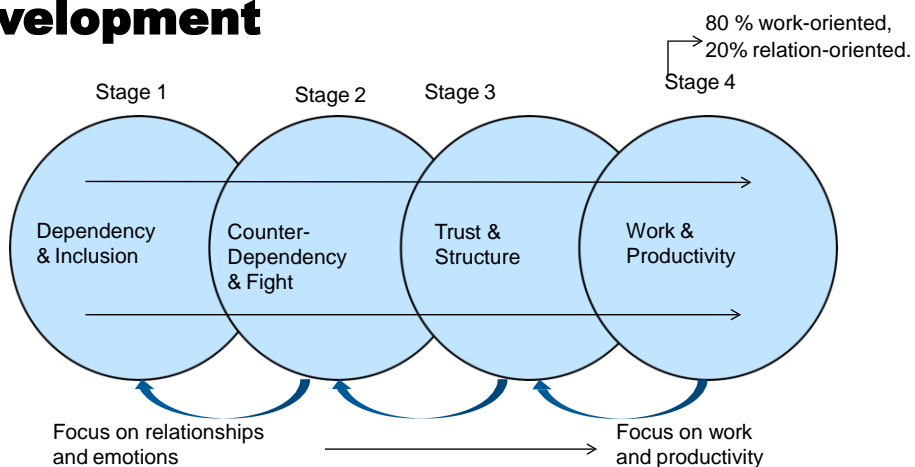 velopment
80 % work-oriented,
20% relation-oriented.
Stage 1
Stage 2
Stage 3
Stage 4
Dependency
& Inclusion
Counter-
Dependency
& Fight
Trust &
Structure
Work &
Productivity
Focus on relationships
and emotions
Focus on work
and productivity